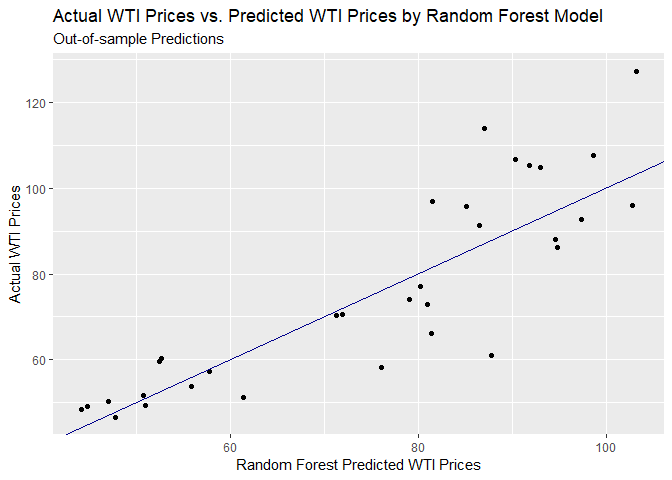 Actual WTI Prices vs. Predicted WTI Prices by Random Forest Model
Out-of-sample Predictions
120
100
80
60
Actual WTI Prices
60 80 100
Random Forest Predicted WTI Prices